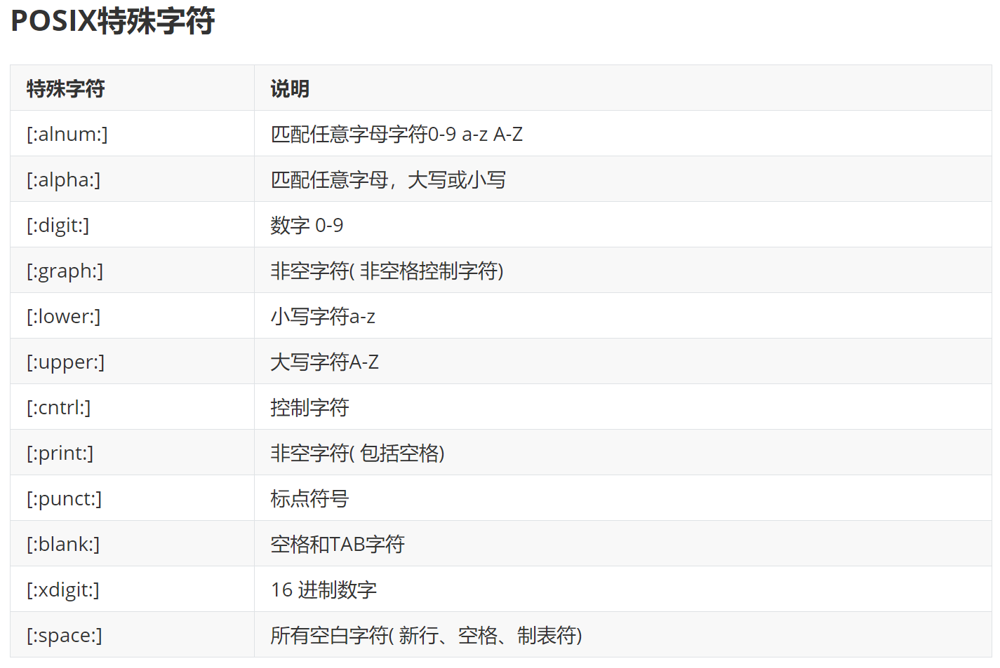 POSIX特殊字符
特殊字符 说明
[:alnum:] 匹配任意字母字符0-9 a-z A-Z
[:alpha:] 匹配任意字母，大写或小写
[:digit:] 数字 0-9
[:graph:] 非空字符( 非空格控制字符)
[:lower:] 小写字符a-z
[:upper:] 大写字符A-Z
[:cntrl:] 控制字符
[:print:] 非空字符( 包括空格)
[:punct:] 标点符号
[:blank:] 空格和TAB字符
[:xdigit:] 16 进制数字
[:space:] 所有空白字符( 新行、空格、制表符)